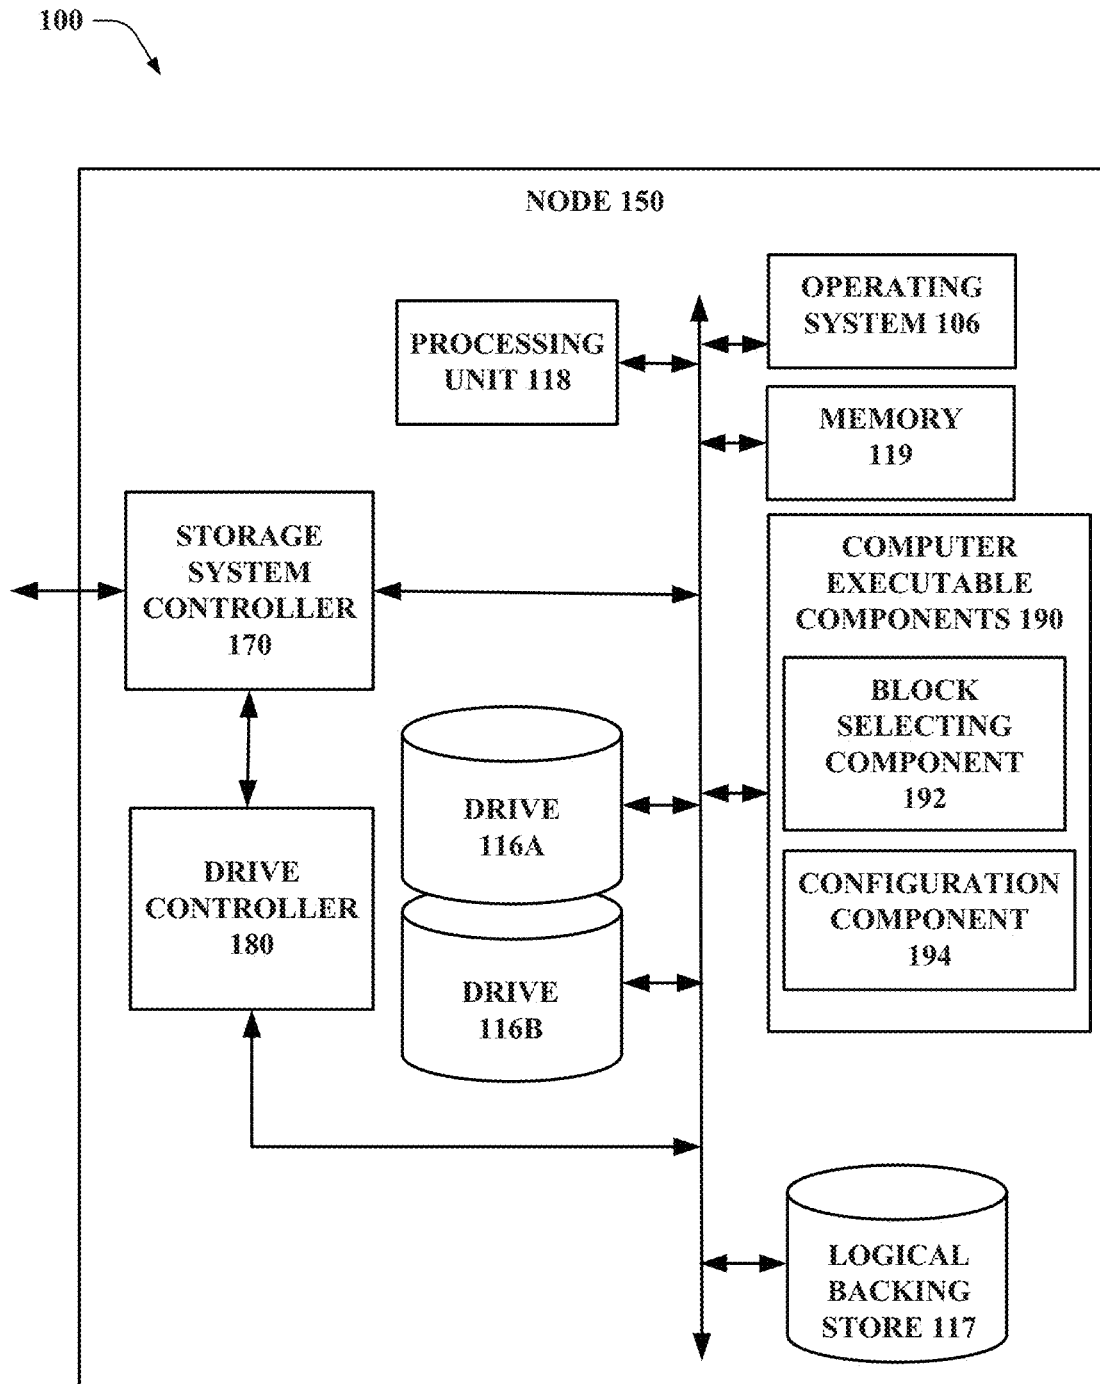 100
NODE 150
OPERATING
SYSTEM 106
PROCESSING
UNIT 118
MEMORY
119
STORAGE
SYSTEM
CONTROLLER
170
COMPUTER
EXECUTABLE
COMPONENTS 190
BLOCK
SELECTING
COMPONENT
192
DRIVE
116A
DRIVE
CONTROLLER
180
CONFIGURATION
COMPONENT
194
DRIVE
116B
LOGICAL
BACKING
STORE 117